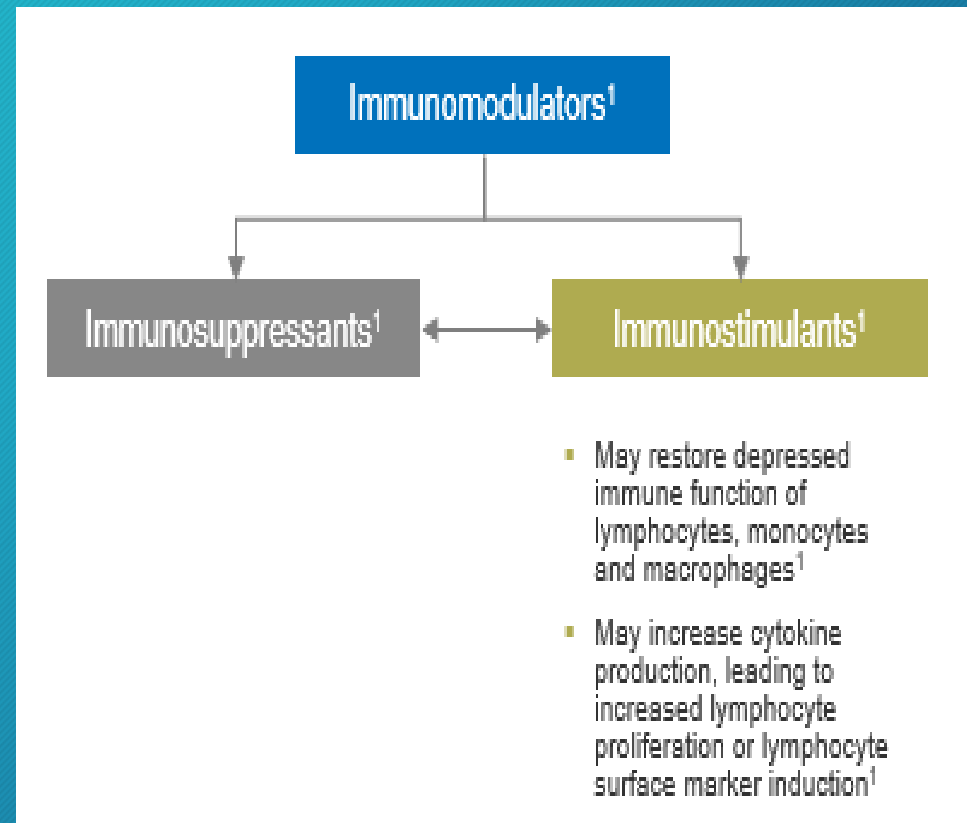 Immunomodulators¹
Immunosuppressants¹
Immunostimulants¹
▪ May restore depressed
immune function of
lymphocytes, monocytes
and macrophages¹
▪ May increase cytokine
production, leading to
increased lymphocyte
proliferation or lymphocyte
surface marker induction¹